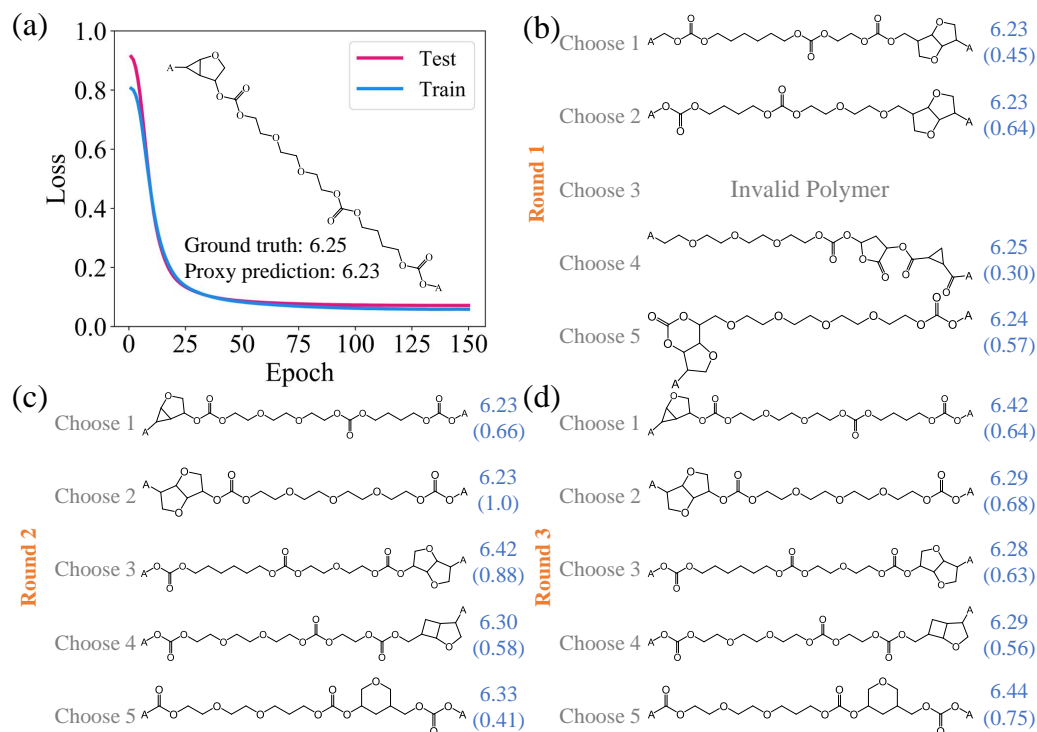 (a)
Loss
1.0
0.8
0.6
0.4
0.2
0.0
0
25
50
75
100
125
150
Epoch
Test
Train
Ground truth: 6.25
Proxy prediction: 6.23
(b)
Round 1
Choose 1
6.23
(0.45)
Choose 2
6.23
(0.64)
Choose 3
Invalid Polymer
Choose 4
6.25
(0.30)
Choose 5
6.24
(0.57)
(c)
Round 2
Choose 1
6.23
(0.66)
Choose 2
6.23
(1.0)
Choose 3
6.42
(0.88)
Choose 4
6.30
(0.58)
Choose 5
6.33
(0.41)
(d)
Round 3
Choose 1
6.42
(0.64)
Choose 2
6.29
(0.68)
Choose 3
6.28
(0.63)
Choose 4
6.29
(0.56)
Choose 5
6.44
(0.75)